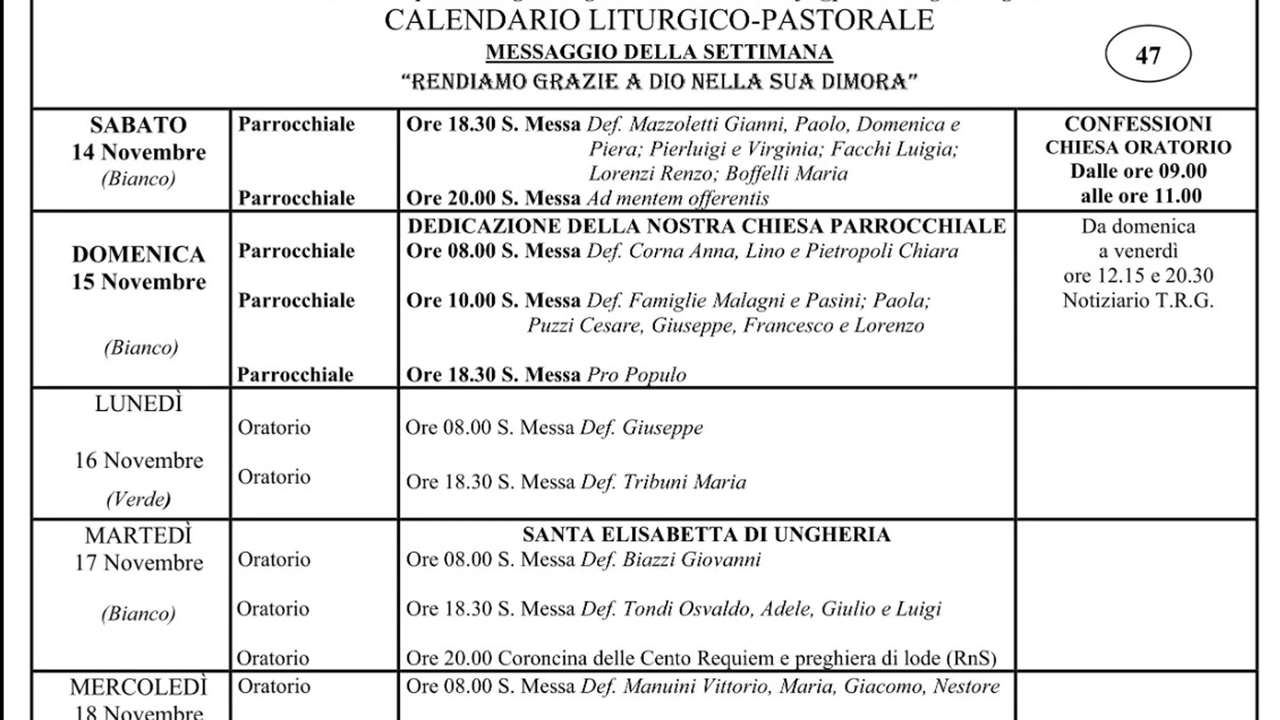 CALENDARIO LITURGICO-PASTORALE
MESSAGGIO DELLA SETTIMANA
47
“RENDIAMO GRAZIE A DIO NELLA SUA DIMORA”
SABATO
14 Novembre
(Bianco)
Parrocchiale
Ore 18.30 S. Messa Def. Mazzoletti Gianni, Paolo, Domenica e
Piera; Pierluigi e Virginia; Facchi Luigia;
Lorenzi Renzo; Boffelli Maria
Parrocchiale
Ore 20.00 S. Messa Ad mentem offerentis
CONFESSIONI
CHIESA ORATORIO
Dalle ore 09.00
alle ore 11.00
DOMENICA
15 Novembre
(Bianco)
DEDICAZIONE DELLA NOSTRA CHIESA PARROCCHIALE
Parrocchiale
Ore 08.00 S. Messa Def. Corna Anna, Lino e Pietropoli Chiara
Parrocchiale
Ore 10.00 S. Messa Def. Famiglie Malagni e Pasini; Paola;
Puzzi Cesare, Giuseppe, Francesco e Lorenzo
Parrocchiale
Ore 18.30 S. Messa Pro Populo
Da domenica
a venerdì
ore 12.15 e 20.30
Notiziario T.R.G.
LUNEDÌ
16 Novembre
(Verde)
Oratorio
Ore 08.00 S. Messa Def. Giuseppe
Oratorio
Ore 18.30 S. Messa Def. Tribuni Maria
MARTEDÌ
17 Novembre
(Bianco)
SANTA ELISABETTA DI UNGHERIA
Oratorio
Ore 08.00 S. Messa Def. Biazzi Giovanni
Oratorio
Ore 18.30 S. Messa Def. Tondi Osvaldo, Adele, Giulio e Luigi
Oratorio
Ore 20.00 Coroncina delle Cento Requiem e preghiera di lode (RnS)
MERCOLEDÌ
18 Novembre
Oratorio
Ore 08.00 S. Messa Def. Manuini Vittorio, Maria, Giacomo, Nestore